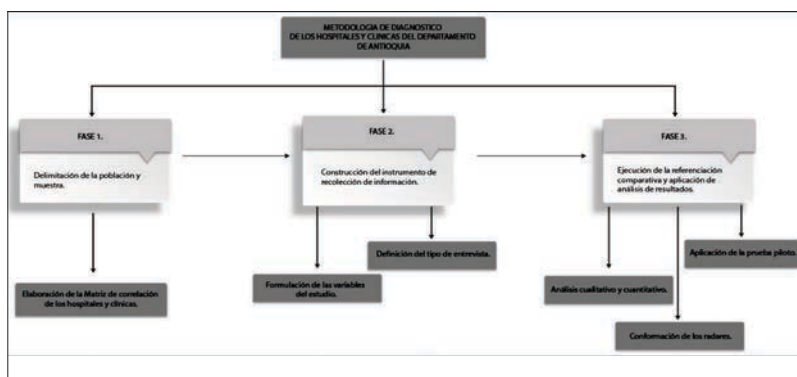 METODOLOGIA DE DIAGNOSTICO
DE LOS HOSPITALES Y CLINICAS DEL DEPARTAMENTO
DE ANTIOQUIA
FASE 1.
Delimitación de la población y
muestra.
Elaboración de la Matriz de correlación
de los hospitales y clínicas.
FASE 2.
Construcción del instrumento de
recolección de información.
Definición del tipo de entrevista.
Formulación de las variables
del estudio.
FASE 3.
Ejecución de la referenciación
comparativa y aplicación de
análisis de resultados.
Aplicación de la prueba piloto.
Análisis cualitativo y cuantitativo.
Conformación de los radares.